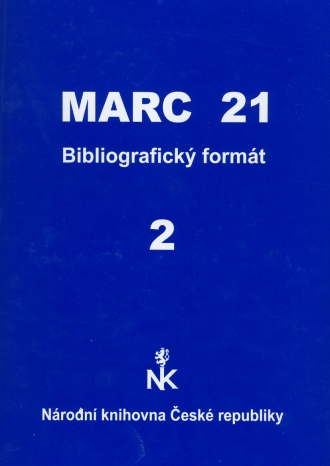 MARC 21
Bibliografický formát
2
NK
Národní knihovna České republiky